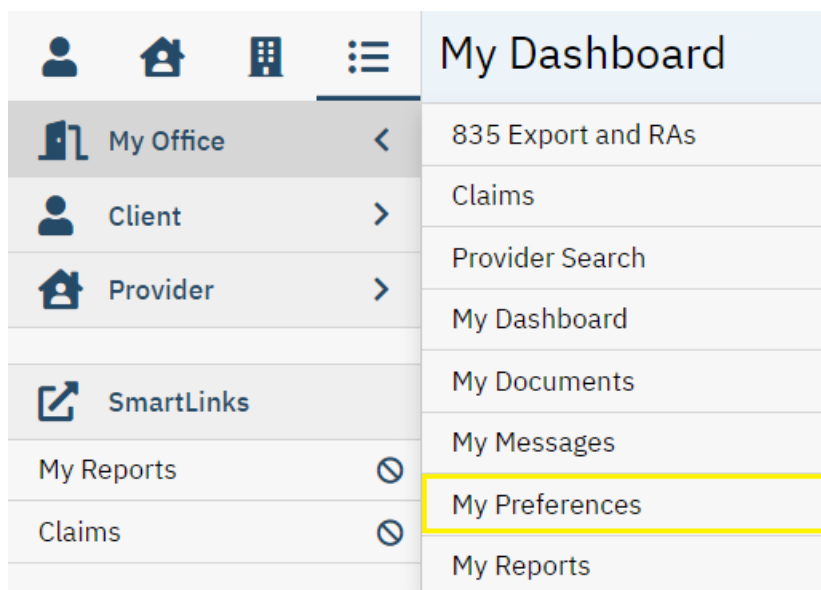 My Office
Client
Provider
SmartLinks
My Reports
Claims
My Dashboard
835 Export and RAs
Claims
Provider Search
My Dashboard
My Documents
My Messages
My Preferences
My Reports